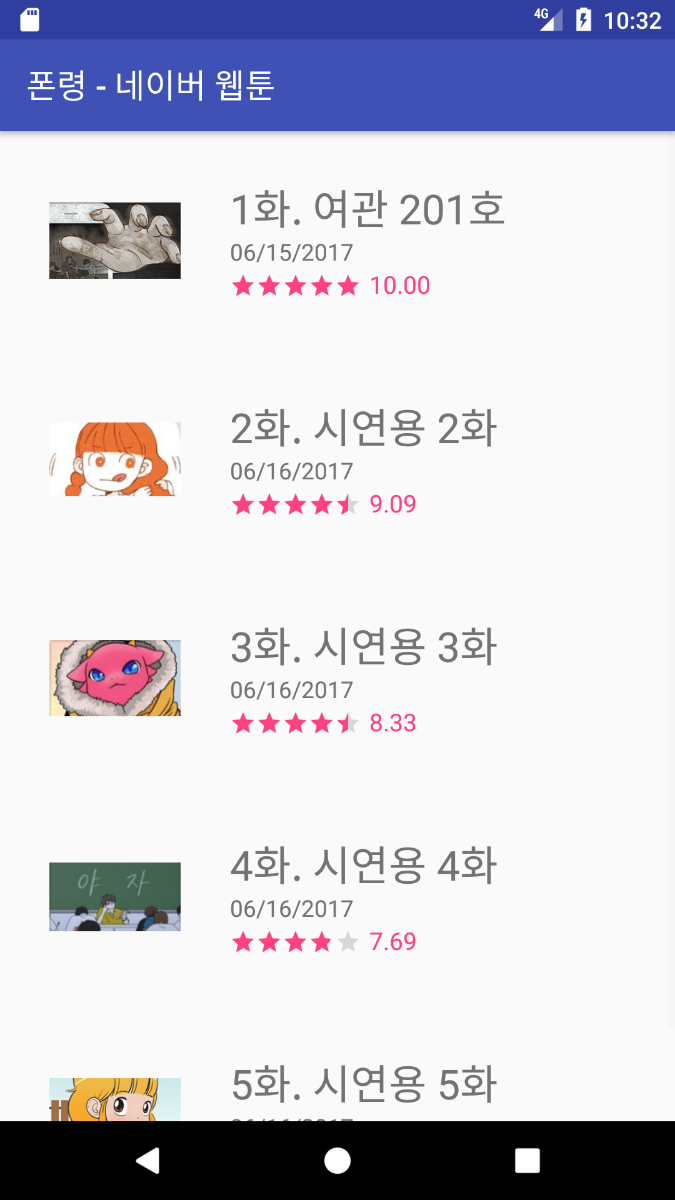 4G 10:32
폰령 - 네이버 웹툰
1화. 여관 201호
06/15/2017
10.00
2화. 시연용 2화
06/16/2017
9.09
3화. 시연용 3화
06/16/2017
8.33
4화. 시연용 4화
06/16/2017
7.69
야 자
5화. 시연용 5화